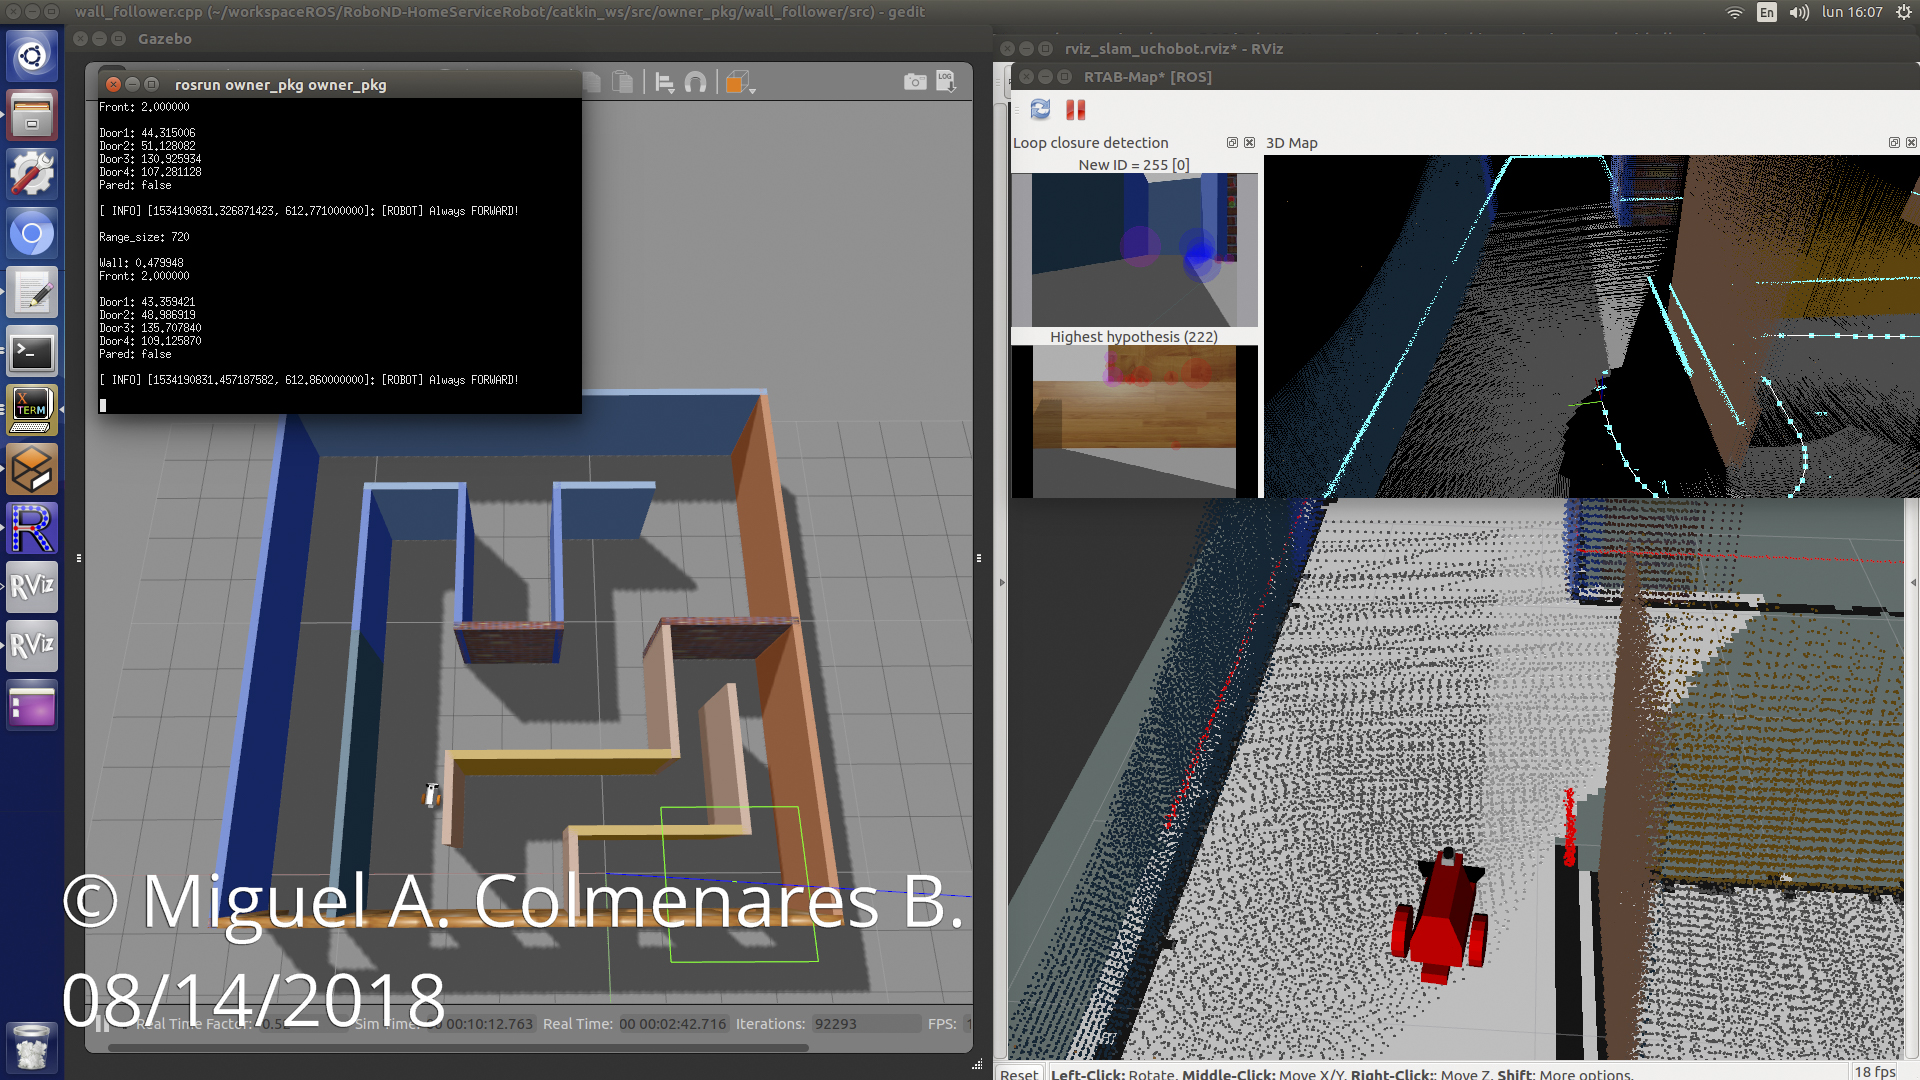 wall_follower.cpp (~/workspaceROS/RoboND-HomeServiceRobot/catkin_ws/src/owner_pkg/wall_follower/src) - gedit
En
lun 16:07
Gazebo
rosrun owner_pkg owner_pkg
LOG
Front: 2.000000
Door1: 44.315006
Door2: 51.128082
Door3: 130.925934
Door4: 107.281128
Pared: false
[ INFO] [1534190831.326871423, 612.771000000]: [ROBOT] Always FORWARD!
Range_size: 720
Wall: 0.479948
Front: 2.000000
Door1: 43.359421
Door2: 48.986919
Door3: 135.707840
Door4: 109.125870
Pared: false
[ INFO] [1534190831.457187582, 612.860000000]: [ROBOT] Always FORWARD!
X
TERM
R
RViz
RViz
rviz_slam_uchobot.rviz* - RViz
RTAB-Map* [ROS]
Loop closure detection
3D Map
New ID = 255 [0]
Highest hypothesis (222)
© Miguel A. Colmenares B.
08/14/2018
Real Time Factor:
Sim Time:
00:10:12.763
Real Time:
00 00:02:42.716
Iterations:
92293
FPS:
Reset
Left-Click: Rotate. Middle-Click: Move X/Y. Right-Click:: Move Z. Shift: More options.
18 fps